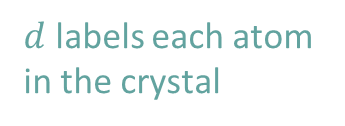 d labels each atom
in the crystal